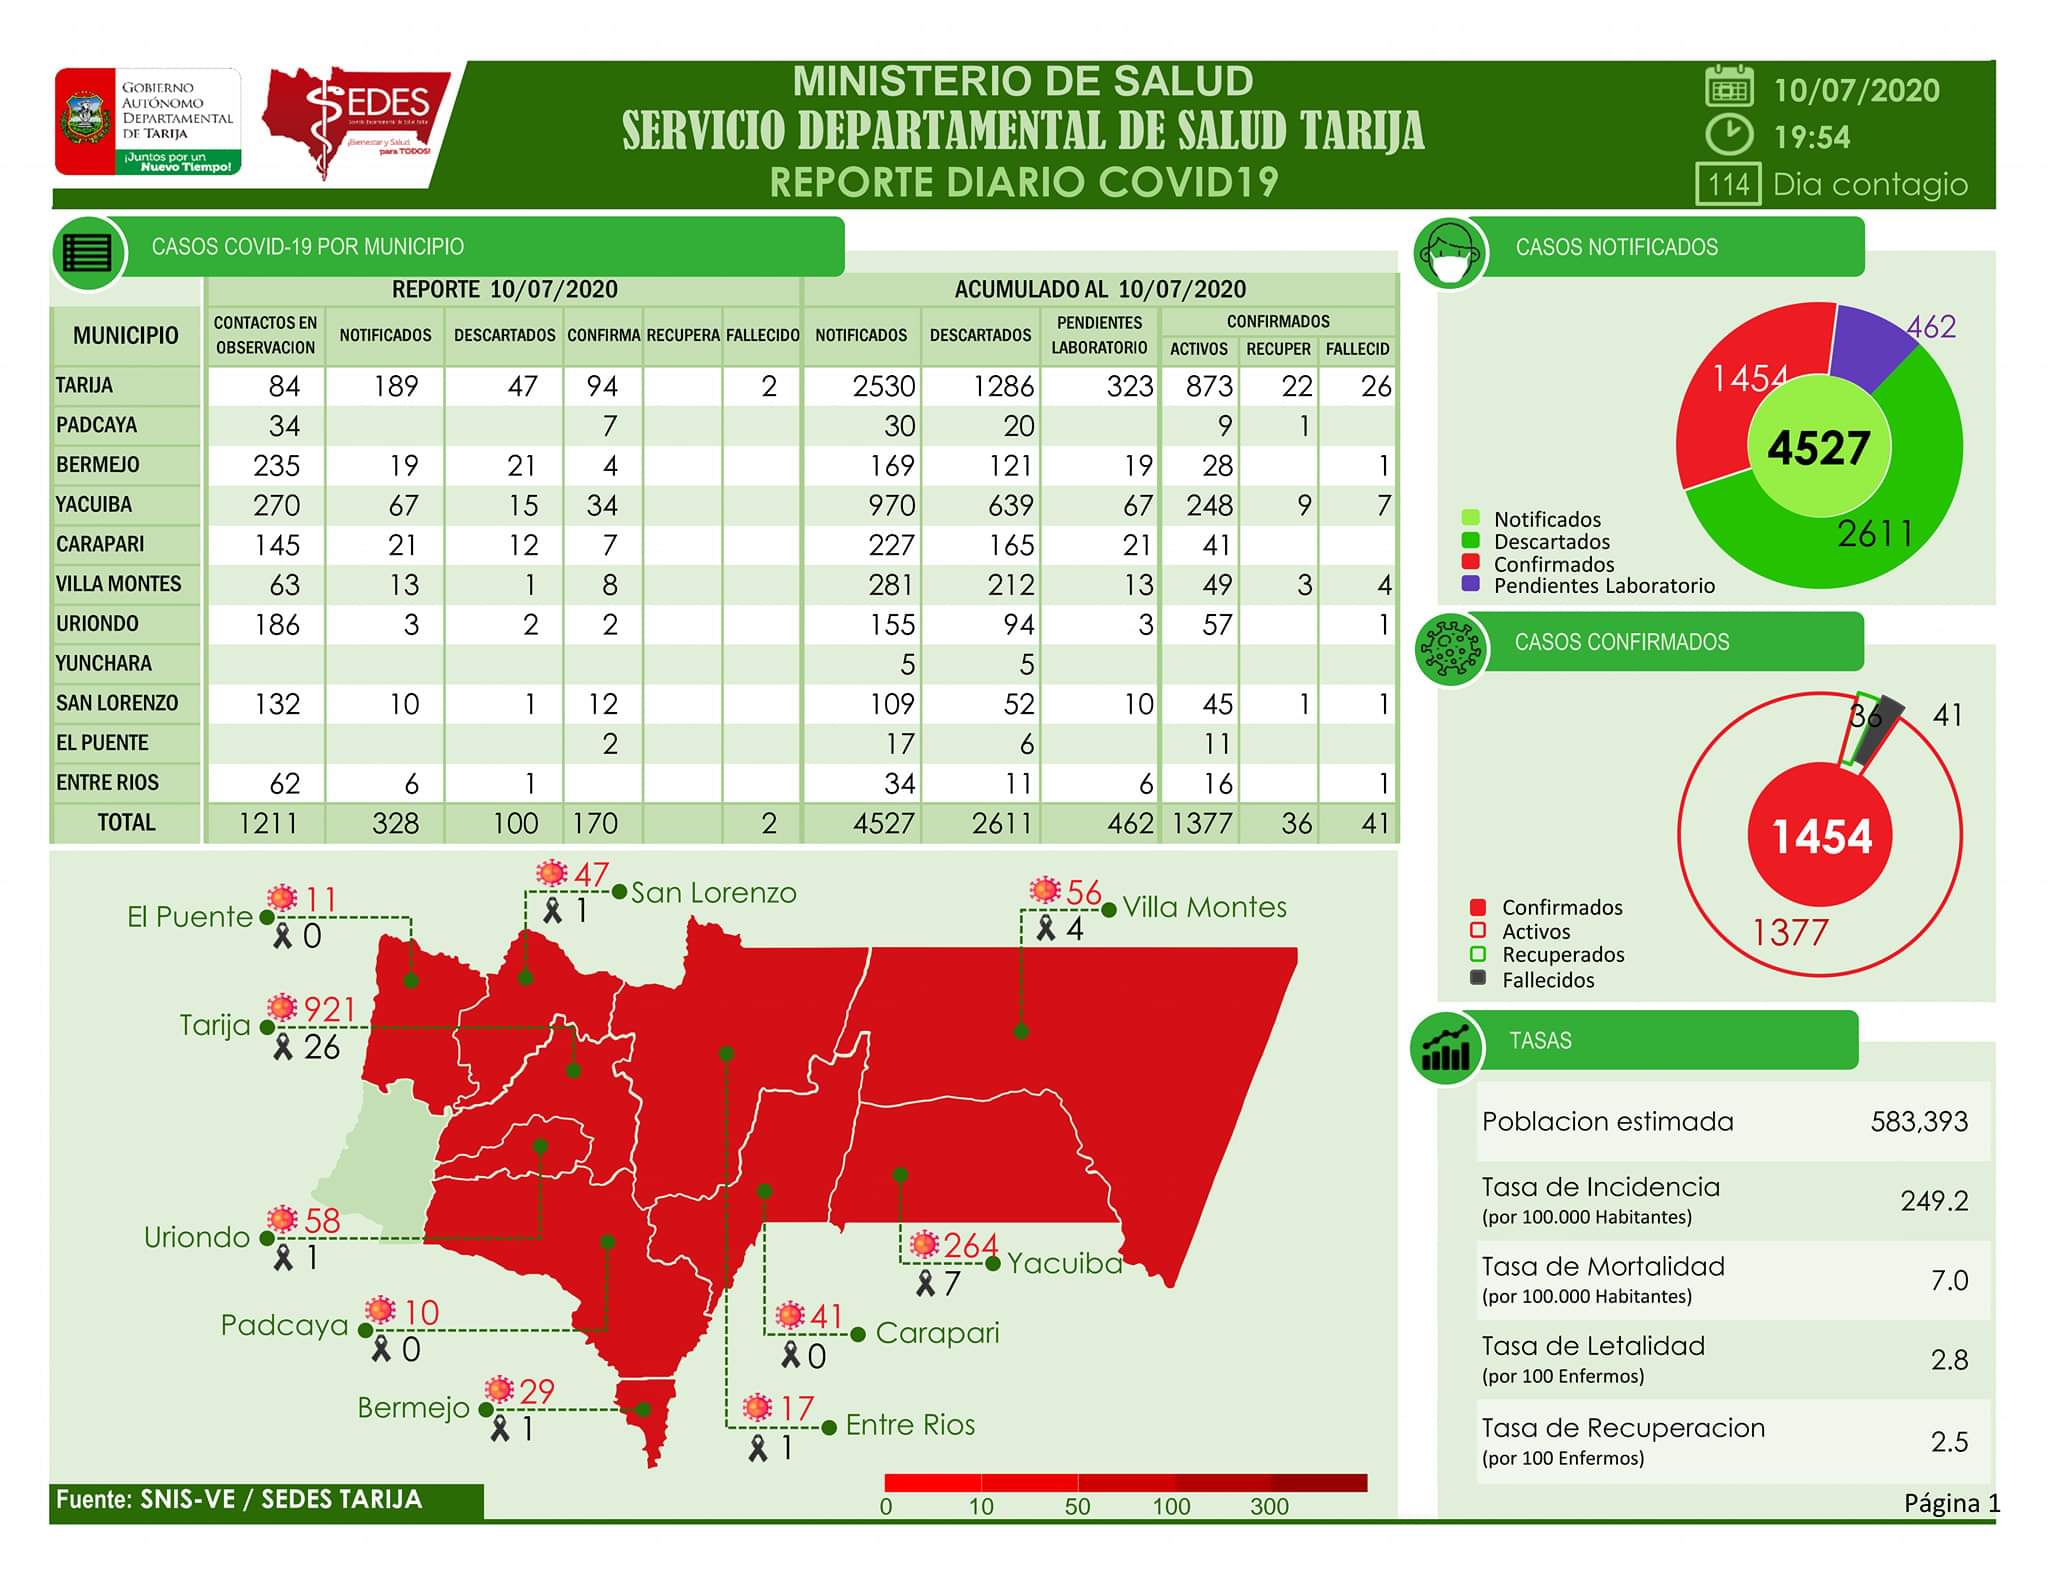 GOBIERNO
AUTÓNOMO
DEPARTAMENTAL
DE TARIJA
¡Juntos por un
Nuevo Tiempo!
SEDES
¡Bienestar y Salud
para TODOS!
MINISTERIO DE SALUD
SERVICIO DEPARTAMENTAL DE SALUD TARIJA
REPORTE DIARIO COVID19
10/07/2020
19:54
114 Dia contagio
CASOS COVID-19 POR MUNICIPIO
REPORTE 10/07/2020 ACUMULADO AL 10/07/2020
MUNICIPIO CONTACTOS EN OBSERVACION NOTIFICADOS DESCARTADOS CONFIRMA RECUPERA FALLECIDO NOTIFICADOS DESCARTADOS PENDIENTES LABORATORIO CONFIRMADOS
ACTIVOS RECUPER FALLECID
TARIJA 84 189 47 94 2 2530 1286 323 873 22 26
PADCAYA 34 7 30 20 9 1
BERMEJO 235 19 21 4 169 121 19 28 1
YACUIBA 270 67 15 34 970 639 67 248 9 7
CARAPARI 145 21 12 7 227 165 21 41
VILLA MONTES 63 13 1 8 281 212 13 49 3 4
URIONDO 186 3 2 2 155 94 3 57 1
YUNCHARA 5 5
SAN LORENZO 132 10 1 12 109 52 10 45 1 1
EL PUENTE 2 17 6 11
ENTRE RIOS 62 6 1 34 11 6 16 1
TOTAL 1211 328 100 170 2 4527 2611 462 1377 36 41
El Puente 11
0
47 San Lorenzo
1
56 Villa Montes
4
Tarija 921
26
Uriondo 58
1
264 Yacuiba
7
Padcaya 10
0
41 Carapari
0
Bermejo 29
1
17 Entre Rios
1
0 10 50 100 300
Fuente: SNIS-VE / SEDES TARIJA
CASOS NOTIFICADOS
462
1454
4527
2611
Notificados
Descartados
Confirmados
Pendientes Laboratorio
CASOS CONFIRMADOS
36 41
1454
1377
Confirmados
Activos
Recuperados
Fallecidos
TASAS
Poblacion estimada 583,393
Tasa de Incidencia 249.2
(por 100.000 Habitantes)
Tasa de Mortalidad 7.0
(por 100.000 Habitantes)
Tasa de Letalidad 2.8
(por 100 Enfermos)
Tasa de Recuperacion 2.5
(por 100 Enfermos)
Página 1